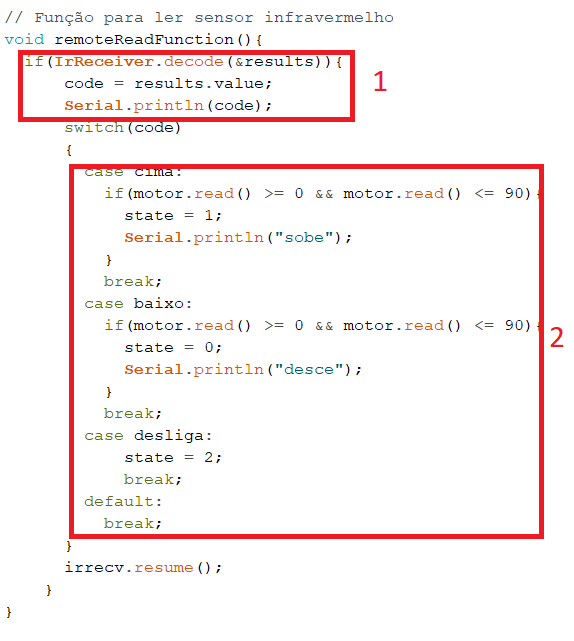 // Função para ler sensor infravermelho
void remoteReadFunction(){
if(IrReceiver.decode(&results)){
code = results.value;
Serial.println(code);
1
switch(code)
{
case cima:
if(motor.read() >= 0 && motor.read() <= 90){
state = 1;
Serial.println("sobe");
}
break;
case baixo:
if(motor.read() >= 0 && motor.read() <= 90){
2
state = 0;
Serial.println("desce");
}
break;
case desliga:
state = 2;
break;
default:
break;
}
irrecv.resume();
}
}